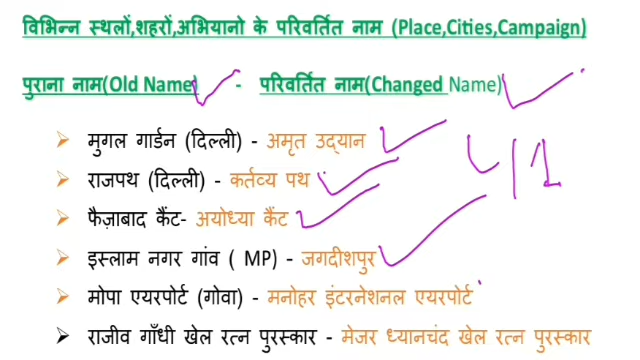 विभिन्न स्थलों,शहरों,अभियानो के परिवर्तित नाम (Place,Cities,Campaign)
पुराना नाम(Old Name) - परिवर्तित नाम(Changed Name)
➢ मुगल गार्डन (दिल्ली) - अमृत उद्यान
➢ राजपथ (दिल्ली) - कर्तव्य पथ
➢ फैज़ाबाद कैंट- अयोध्या कैंट
➢ इस्लाम नगर गांव ( MP) - जगदीशपुर
➢ मोपा एयरपोर्ट (गोवा) - मनोहर इंटरनेशनल एयरपोर्ट
➢ राजीव गाँधी खेल रत्न पुरस्कार - मेजर ध्यानचंद खेल रत्न पुरस्कार